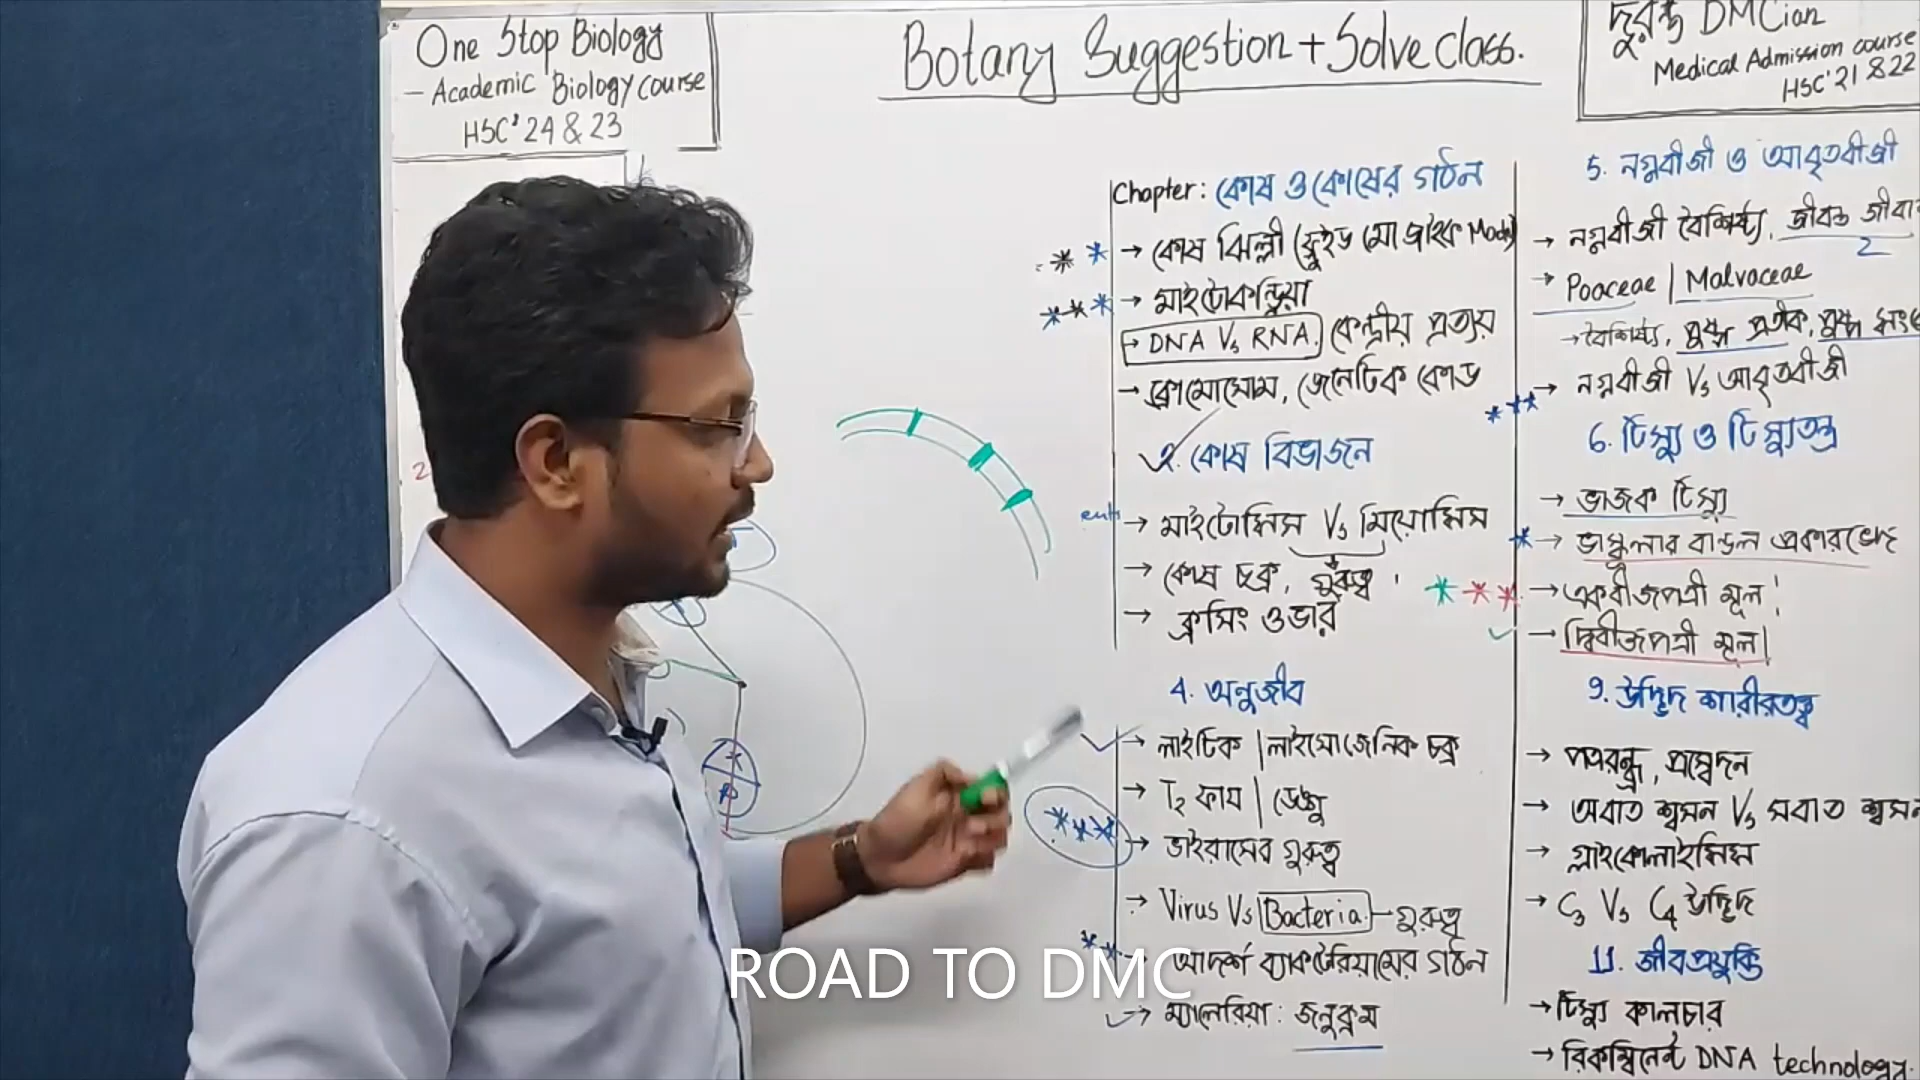 One Stop Biology
- Academic Biology course
HSC' 24 & 23
Botany Suggestion + Solve class.
দুরন্ত DMCian
Medical Admission course
HSC' 21 & 22
Chapter: কোষ ও কোষের গঠন
→ কোষ ঝিল্লী (ফ্লুইড মোজাইক Model)
→ মাইটোকন্ড্রিয়া
→ DNA Vs RNA. কেন্দ্রীয় প্রত্যয়
→ ক্রোমোসোম, জেনেটিক কোড
২. কোষ বিভাজন
→ মাইটোসিস Vs মিয়োসিস
→ কোষ চক্র, গুরুত্ব
→ ক্রসিং ওভার
4. অনুজীব
→ লাইটিক | লাইসোজেনিক চক্র
→ T2 ফায | ডেঙ্গু
→ ভাইরাসের গুরুত্ব
→ Virus Vs Bacteria - গুরুত্ব
আদর্শ ব্যাকটেরিয়ামের গঠন
→ ম্যালেরিয়া: জনুক্রম
5. নগ্নবীজী ও আবৃতবীজী
→ নগ্নবীজী বৈশিষ্ট্য, জীবন্ত জীবা
2
→ Poaceae | Malvaceae
→ বৈশিষ্ট্য, পুষ্প প্রতীক, পুষ্প সংকে
→ নগ্নবীজী Vs আবৃতবীজী
6. টিস্যু ও টিস্যুতন্ত্র
→ ভাজক টিস্যু
→ ভাস্কুলার বান্ডল প্রকারভেদ
→ একবীজপত্রী মূল
→ দ্বিবীজপত্রী মূল
9. উদ্ভিদ শারীরতত্ত্ব
→ পত্ররন্ধ্র, প্রস্বেদন
→ অবাত শ্বসন Vs সবাত শ্বসন
→ গ্লাইকোলাইসিস
→ C3 Vs C4 উদ্ভিদ
11. জীবপ্রযুক্তি
→ টিস্যু কালচার
→ রিকম্বিনেন্ট DNA technology.
ROAD TO DMC